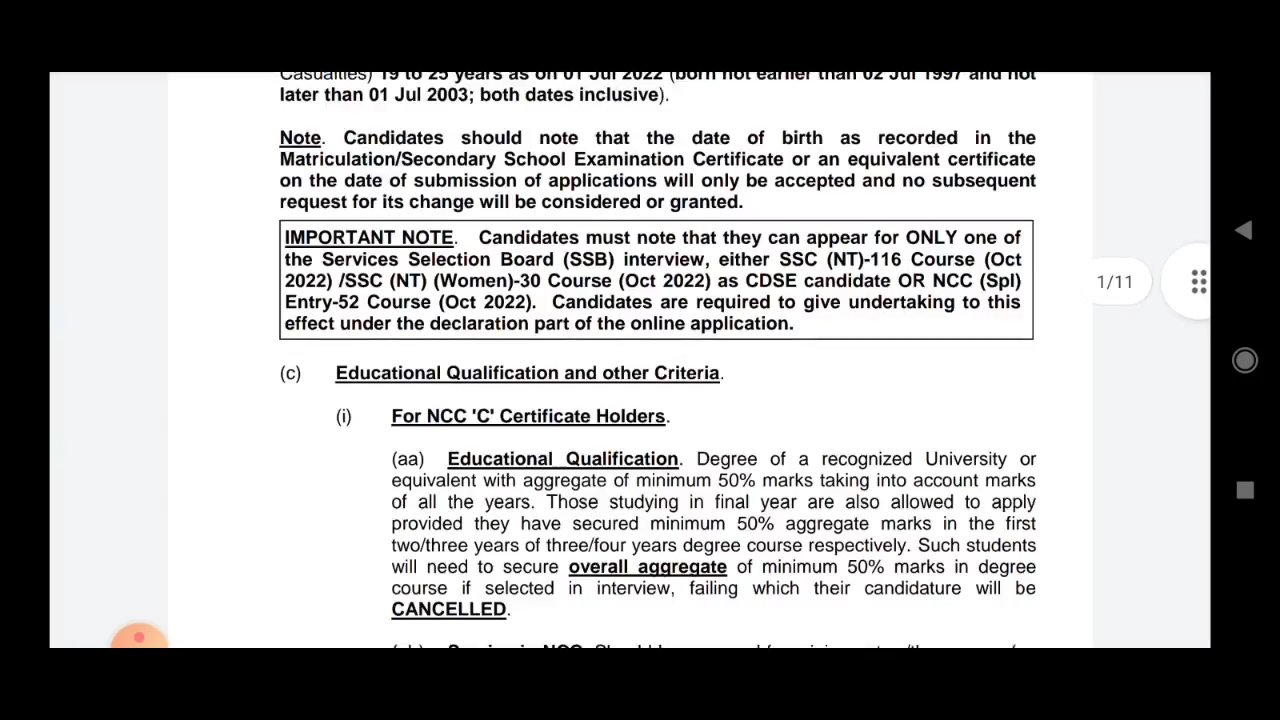 Casualties) 19 to 25 years as on 01 Jul 2022 (born not earlier than 02 Jul 1997 and not
later than 01 Jul 2003; both dates inclusive).
Note. Candidates should note that the date of birth as recorded in the
Matriculation/Secondary School Examination Certificate or an equivalent certificate
on the date of submission of applications will only be accepted and no subsequent
request for its change will be considered or granted.
IMPORTANT NOTE. Candidates must note that they can appear for ONLY one of
the Services Selection Board (SSB) interview, either SSC (NT)-116 Course (Oct
2022) /SSC (NT) (Women)-30 Course (Oct 2022) as CDSE candidate OR NCC (Spl)
Entry-52 Course (Oct 2022). Candidates are required to give undertaking to this
effect under the declaration part of the online application.
1/11
(c) Educational Qualification and other Criteria.
(i) For NCC 'C' Certificate Holders.
(aa) Educational Qualification. Degree of a recognized University or
equivalent with aggregate of minimum 50% marks taking into account marks
of all the years. Those studying in final year are also allowed to apply
provided they have secured minimum 50% aggregate marks in the first
two/three years of three/four years degree course respectively. Such students
will need to secure overall aggregate of minimum 50% marks in degree
course if selected in interview, failing which their candidature will be
CANCELLED.